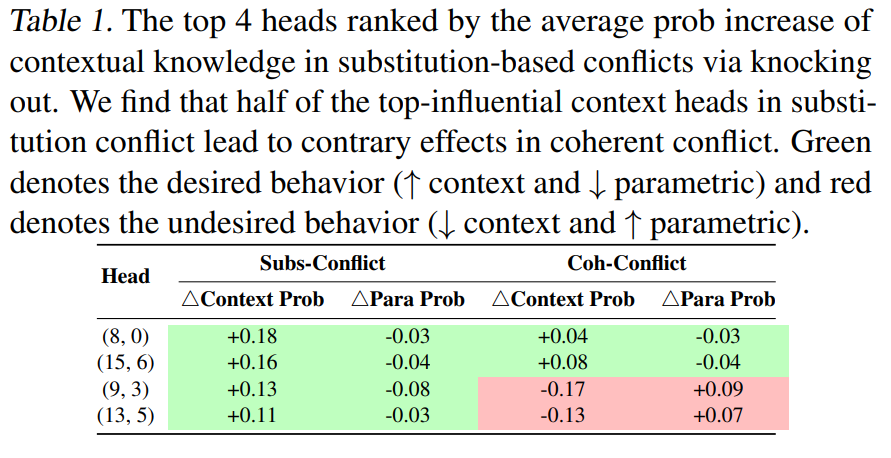 Table 1. The top 4 heads ranked by the average prob increase of
contextual knowledge in substitution-based conflicts via knocking
out. We find that half of the top-influential context heads in substi-
tution conflict lead to contrary effects in coherent conflict. Green
denotes the desired behavior (↑ context and ↓ parametric) and red
denotes the undesired behavior (↓ context and ↑ parametric).
Head Subs-Conflict Coh-Conflict
△Context Prob △Para Prob △Context Prob △Para Prob
(8, 0) +0.18 -0.03 +0.04 -0.03
(15, 6) +0.16 -0.04 +0.08 -0.04
(9, 3) +0.13 -0.08 -0.17 +0.09
(13, 5) +0.11 -0.03 -0.13 +0.07